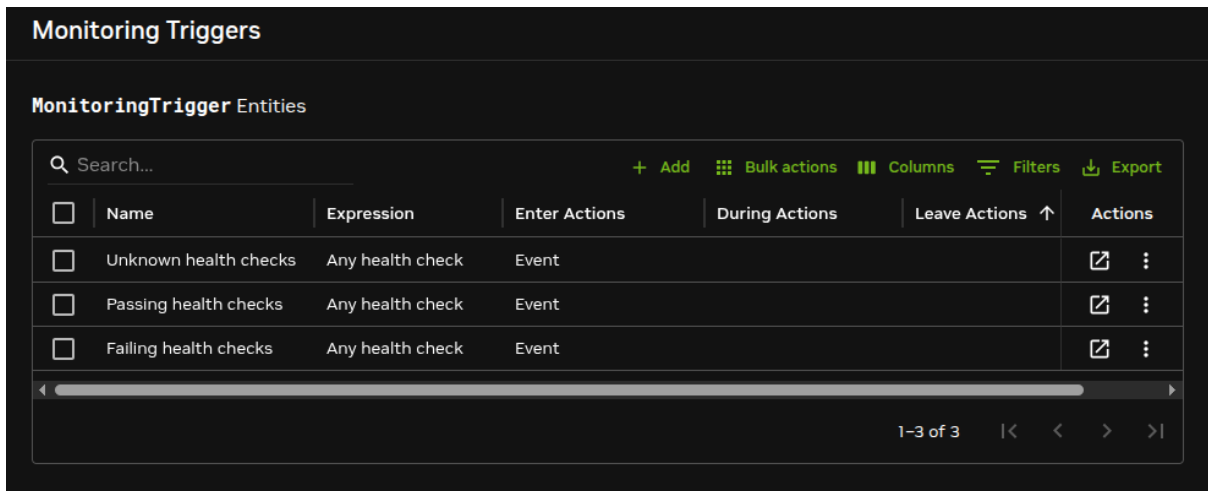 Monitoring Triggers
MonitoringTrigger Entities
Search...
+ Add Bulk actions Columns Filters Export
Name Expression Enter Actions During Actions Leave Actions ↑ Actions
Unknown health checks Any health check Event
Passing health checks Any health check Event
Failing health checks Any health check Event
1–3 of 3